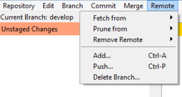 Repository Edit Branch Commit Merge Remote
Current Branch: develop
Unstaged Changes
Fetch from
Prune from
Remove Remote
Add... Ctrl-A
Push... Ctrl-P
Delete Branch...